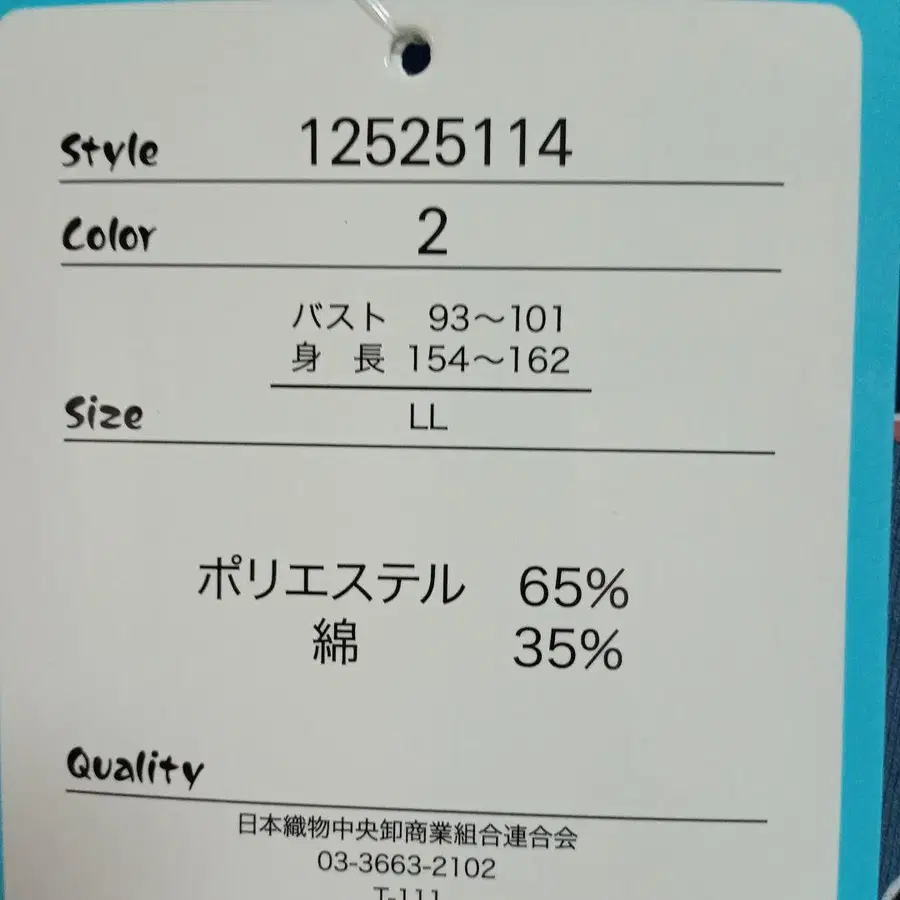 Style 12525114
Color 2
バスト 93～101
身 長 154～162
Size LL
ポリエステル 65%
綿 35%
Quality
日本織物中央卸商業組合連合会
03-3663-2102
T-111